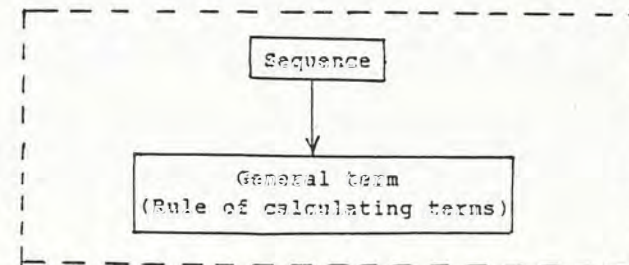 Sequence
General term
(Rule of calculating terms)